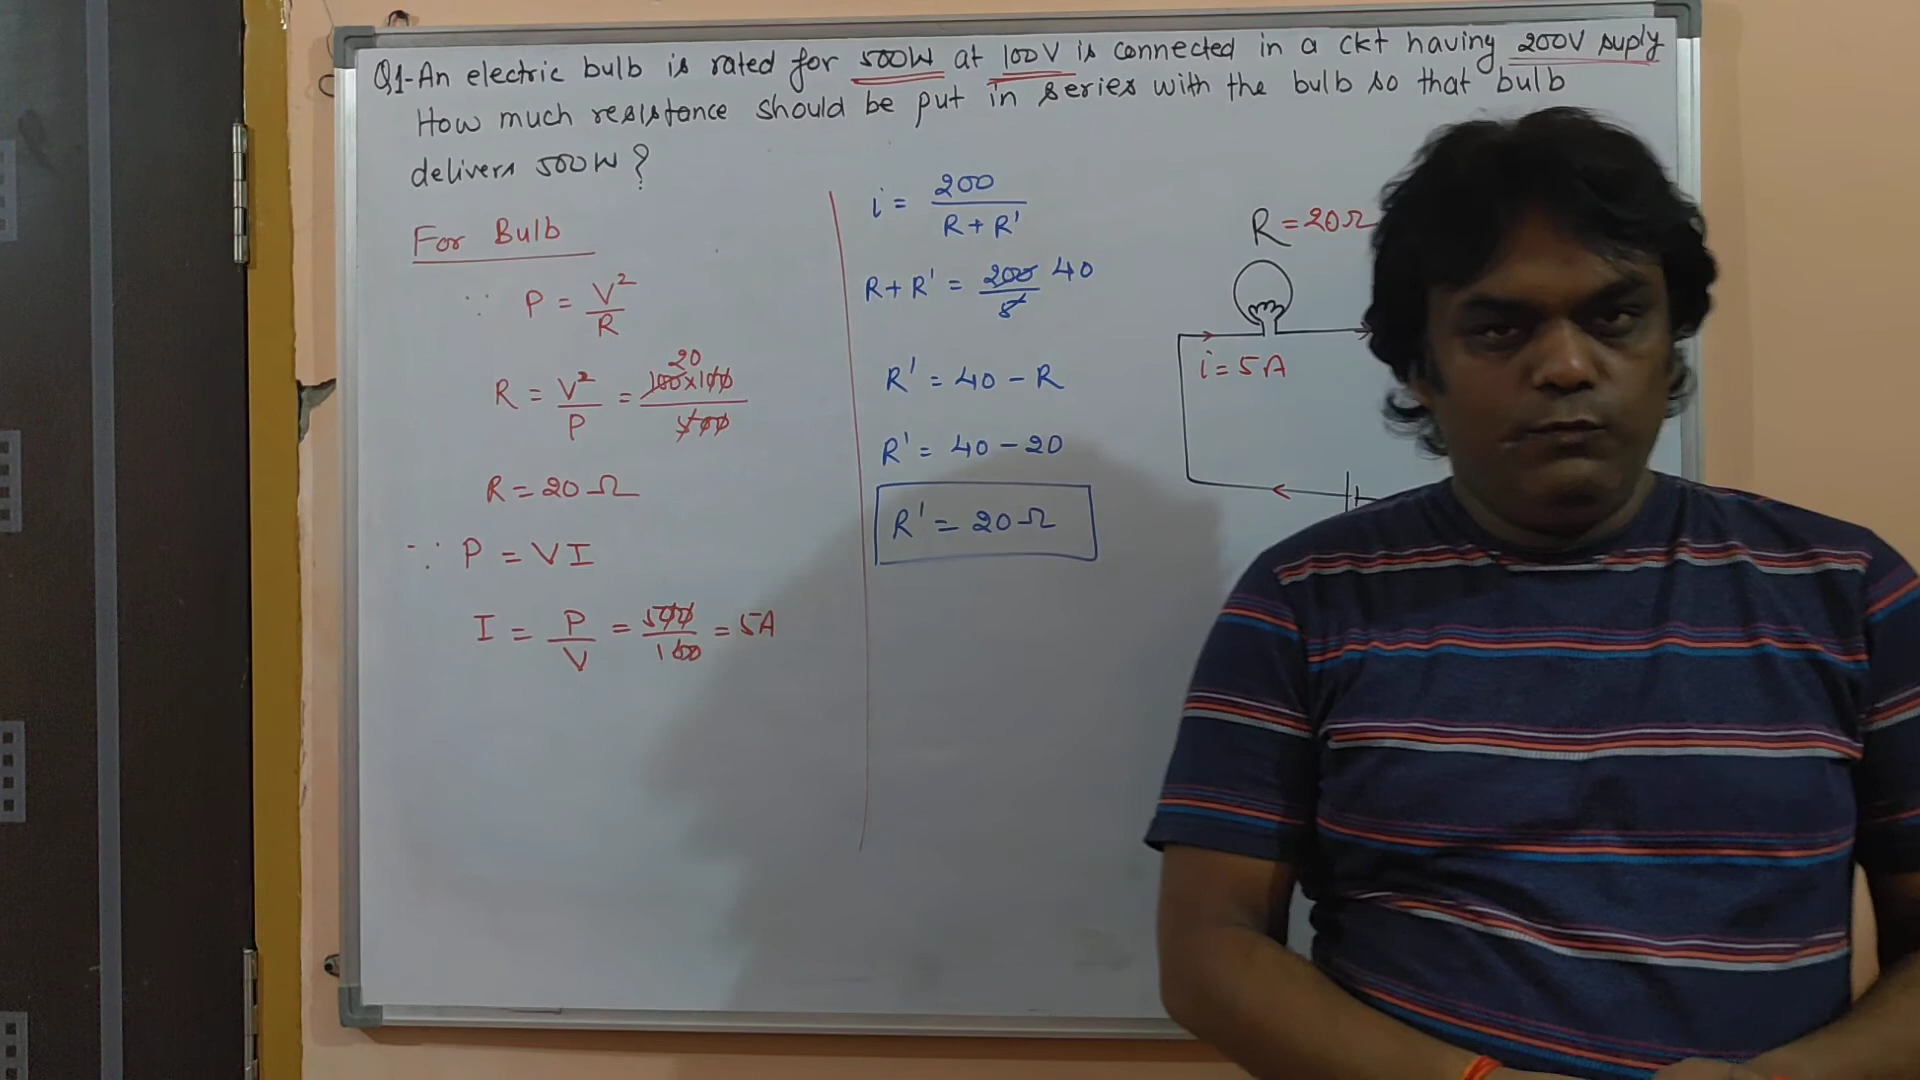 Q1-An electric bulb is rated for 500W at 100V is connected in a ckt having 200V suply
How much resistance should be put in series with the bulb so that bulb
delivers 500W?
For Bulb
∵ P = V²/R
R = V²/P = 100×100/500 20
R = 20Ω
∵ P = VI
I = P/V = 500/100 = 5A
i = 200/R+R'
R+R' = 200/5 40
R' = 40-R
R' = 40-20
R' = 20Ω
R=20Ω
i=5A